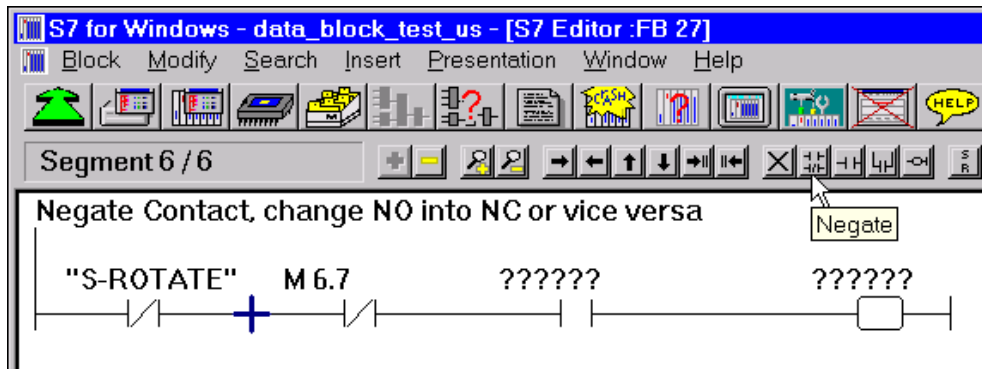 S7 for Windows - data_block_test_us - [S7 Editor :FB 27]
Block Modify Search Insert Presentation Window Help
CrASH ? HELP
Segment 6 / 6
S
R
Negate
Negate Contact, change NO into NC or vice versa
"S-ROTATE" M 6.7 ?????? ??????